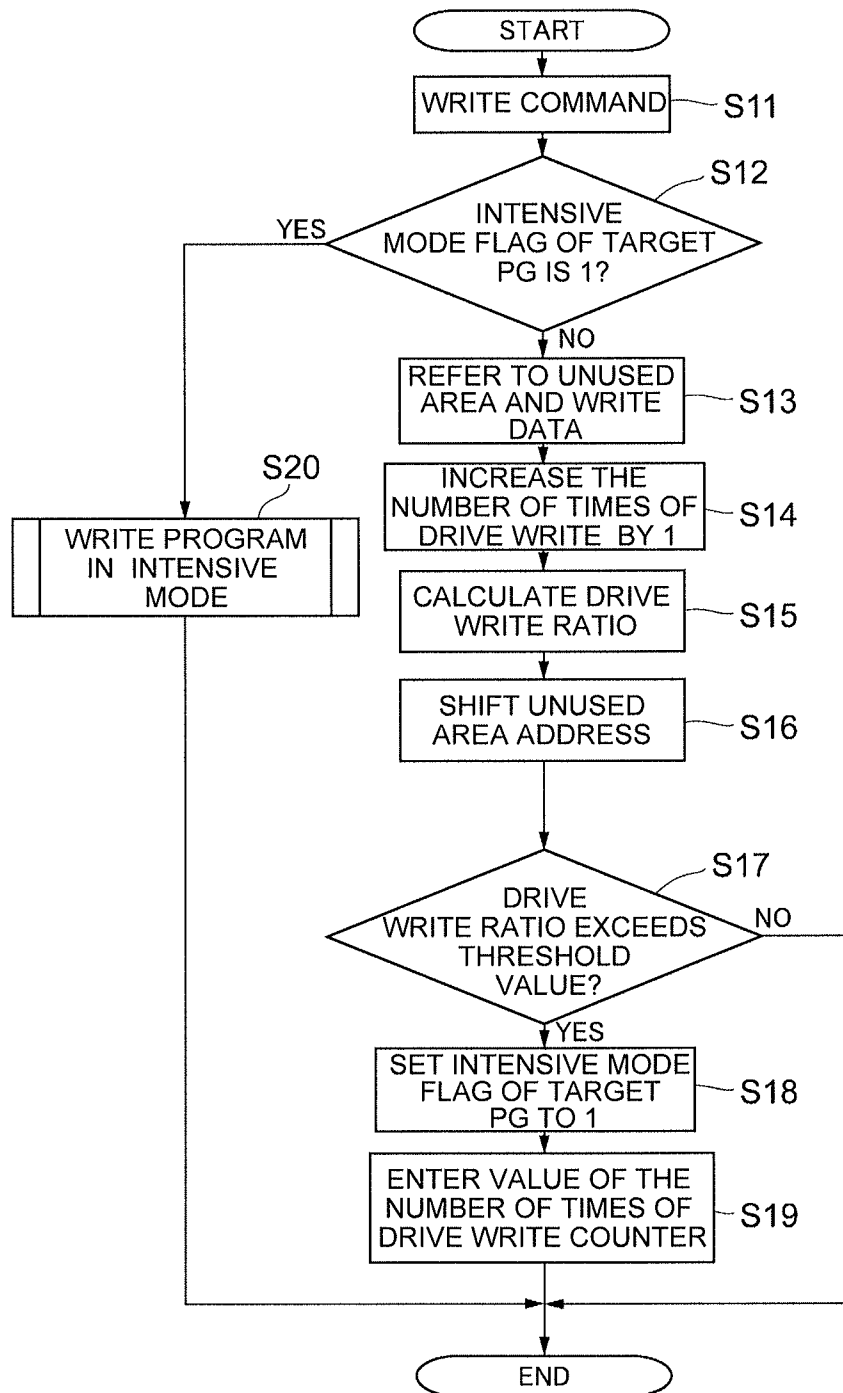 START
WRITE COMMAND
S11
S12
INTENSIVE
MODE FLAG OF TARGET
PG IS 1?
YES
NO
REFER TO UNUSED
AREA AND WRITE
DATA
S13
INCREASE THE
NUMBER OF TIMES OF
DRIVE WRITE BY 1
S14
S20
WRITE PROGRAM
IN INTENSIVE
MODE
CALCULATE DRIVE
WRITE RATIO
S15
SHIFT UNUSED
AREA ADDRESS
S16
S17
DRIVE
WRITE RATIO EXCEEDS
THRESHOLD
VALUE?
NO
YES
SET INTENSIVE MODE
FLAG OF TARGET
PG TO 1
S18
ENTER VALUE OF THE
NUMBER OF TIMES OF
DRIVE WRITE COUNTER
S19
END